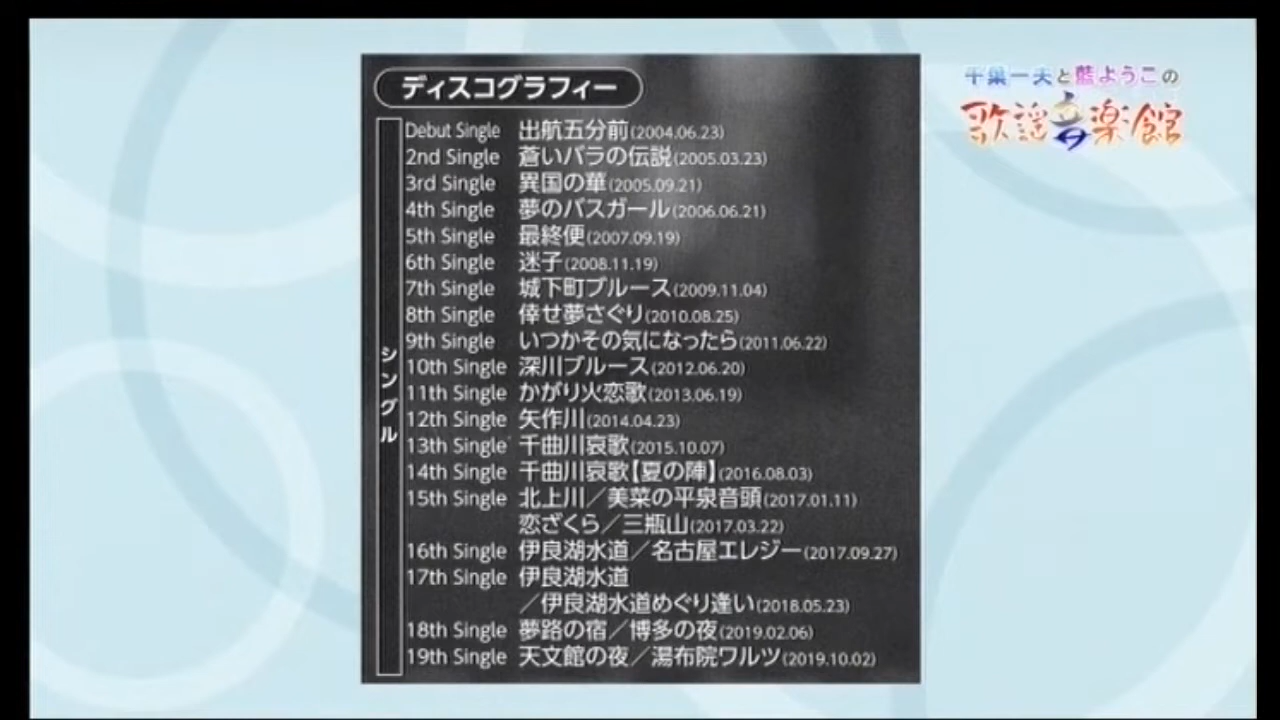 千葉一夫と藍ようこの
歌謡音楽館
ディスコグラフィー
シングル
Debut Single 出航五分前(2004.06.23)
2nd Single 蒼いバラの伝説(2005.03.23)
3rd Single 異国の華(2005.09.21)
4th Single 夢のバスガール(2006.06.21)
5th Single 最終便(2007.09.19)
6th Single 迷子(2008.11.19)
7th Single 城下町ブルース(2009.11.04)
8th Single 倖せ夢さぐり(2010.08.25)
9th Single いつかその気になったら(2011.06.22)
10th Single 深川ブルース(2012.06.20)
11th Single かがり火恋歌(2013.06.19)
12th Single 矢作川(2014.04.23)
13th Single 千曲川哀歌(2015.10.07)
14th Single 千曲川哀歌【夏の陣】(2016.08.03)
15th Single 北上川／美菜の平泉音頭(2017.01.11)
恋ざくら／三瓶山(2017.03.22)
16th Single 伊良湖水道／名古屋エレジー(2017.09.27)
17th Single 伊良湖水道
／伊良湖水道めぐり逢い(2018.05.23)
18th Single 夢路の宿／博多の夜(2019.02.06)
19th Single 天文館の夜／湯布院ワルツ(2019.10.02)